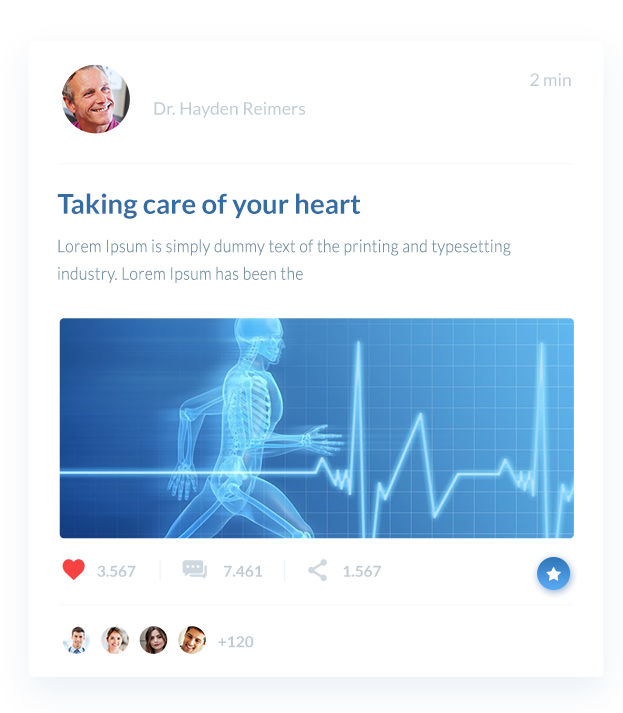 2 min
Dr. Hayden Reimers
Taking care of your heart
Lorem Ipsum is simply dummy text of the printing and typesetting
industry. Lorem Ipsum has been the
3.567 7.461 1.567
+120